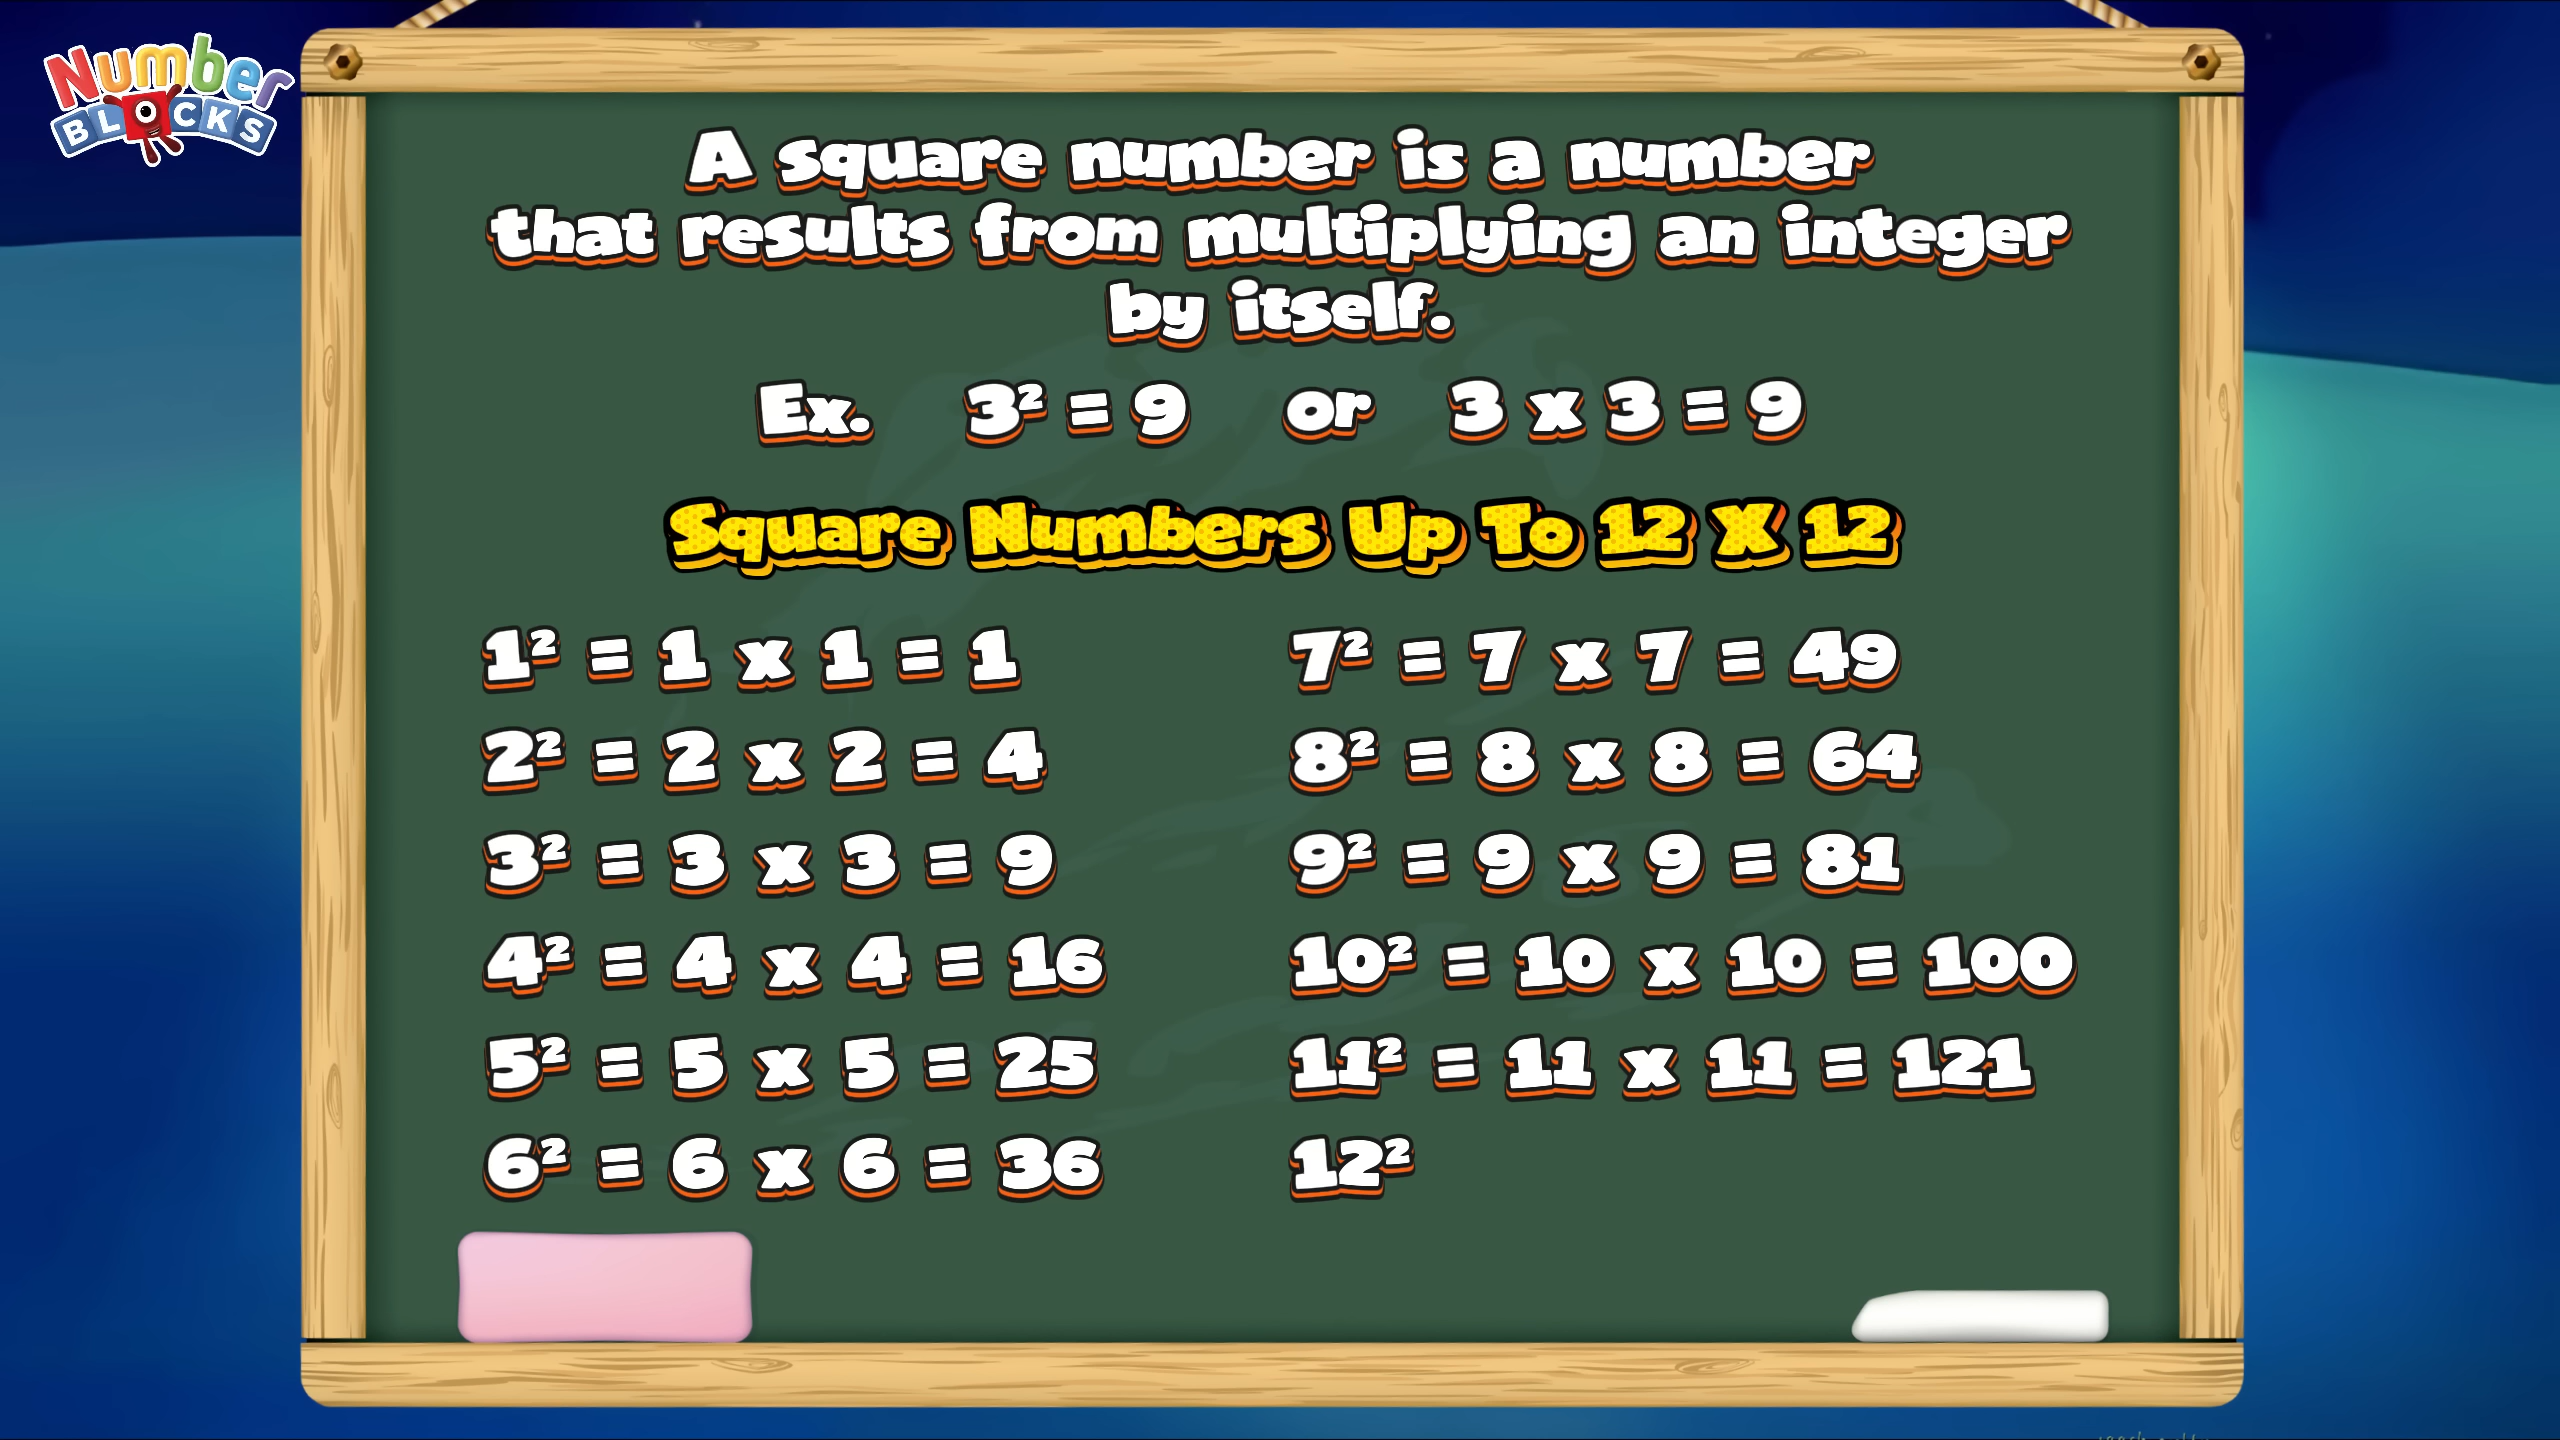 Number
BLOCKS
A square number is a number
that results from multiplying an integer
by itself.
Ex. 3² = 9 or 3 x 3 = 9
Square Numbers Up To 12 X 12
1² = 1 x 1 = 1
2² = 2 x 2 = 4
3² = 3 x 3 = 9
4² = 4 x 4 = 16
5² = 5 x 5 = 25
6² = 6 x 6 = 36
7² = 7 x 7 = 49
8² = 8 x 8 = 64
9² = 9 x 9 = 81
10² = 10 x 10 = 100
11² = 11 x 11 = 121
12²